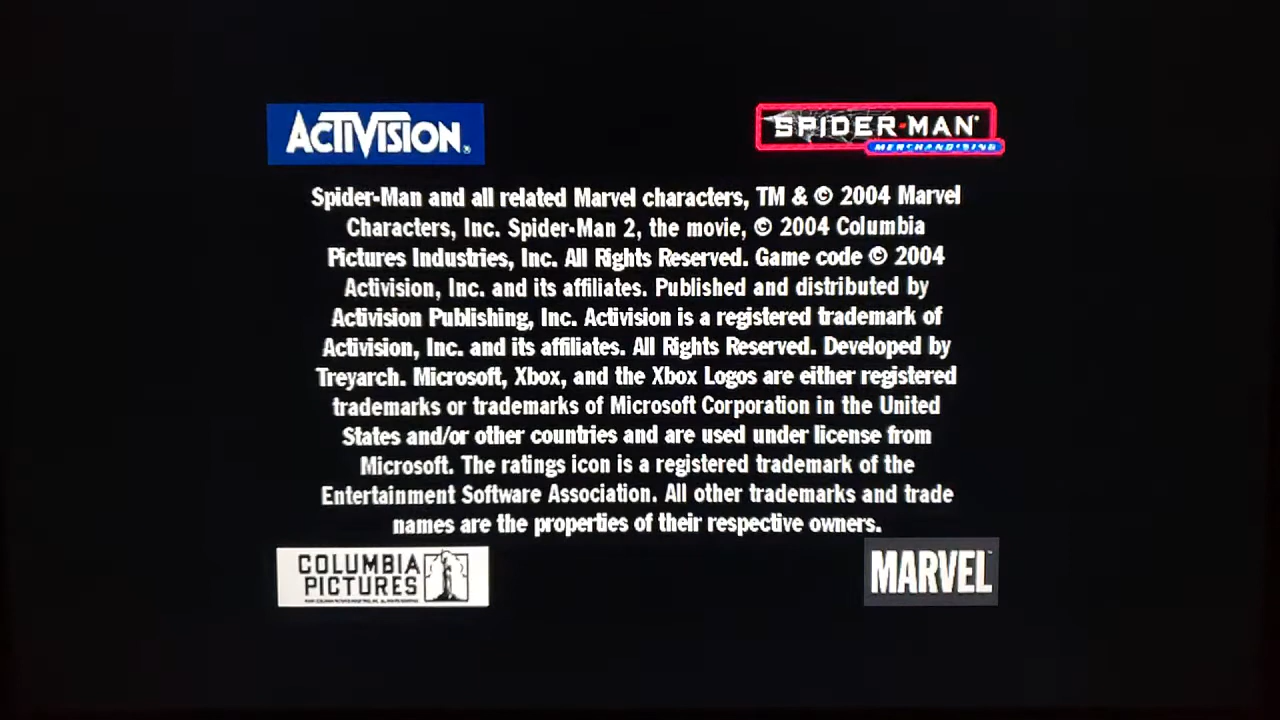 ACTIVISION®
SPIDER-MAN®
MERCHANDISING
Spider-Man and all related Marvel characters, TM & © 2004 Marvel
Characters, Inc. Spider-Man 2, the movie, © 2004 Columbia
Pictures Industries, Inc. All Rights Reserved. Game code © 2004
Activision, Inc. and its affiliates. Published and distributed by
Activision Publishing, Inc. Activision is a registered trademark of
Activision, Inc. and its affiliates. All Rights Reserved. Developed by
Treyarch. Microsoft, Xbox, and the Xbox Logos are either registered
trademarks or trademarks of Microsoft Corporation in the United
States and/or other countries and are used under license from
Microsoft. The ratings icon is a registered trademark of the
Entertainment Software Association. All other trademarks and trade
names are the properties of their respective owners.
COLUMBIA
PICTURES
MARVEL™